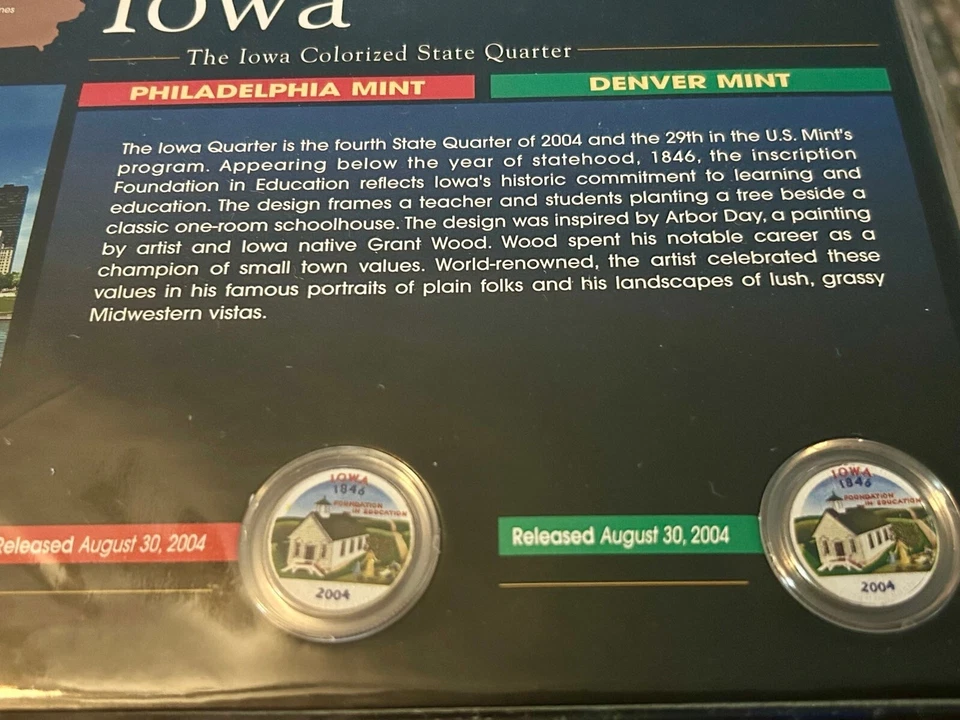 Iowa
The Iowa Colorized State Quarter
PHILADELPHIA MINT
DENVER MINT
The Iowa Quarter is the fourth State Quarter of 2004 and the 29th in the U.S. Mint's
program. Appearing below the year of statehood, 1846, the inscription
Foundation in Education reflects Iowa's historic commitment to learning and
education. The design frames a teacher and students planting a tree beside a
classic one-room schoolhouse. The design was inspired by Arbor Day, a painting
by artist and Iowa native Grant Wood. Wood spent his notable career as a
champion of small town values. World-renowned, the artist celebrated these
values in his famous portraits of plain folks and his landscapes of lush, grassy
Midwestern vistas.
Released August 30, 2004
IOWA
1846
FOUNDATION
IN EDUCATION
2004
Released August 30, 2004
IOWA
1846
FOUNDATION
IN EDUCATION
2004